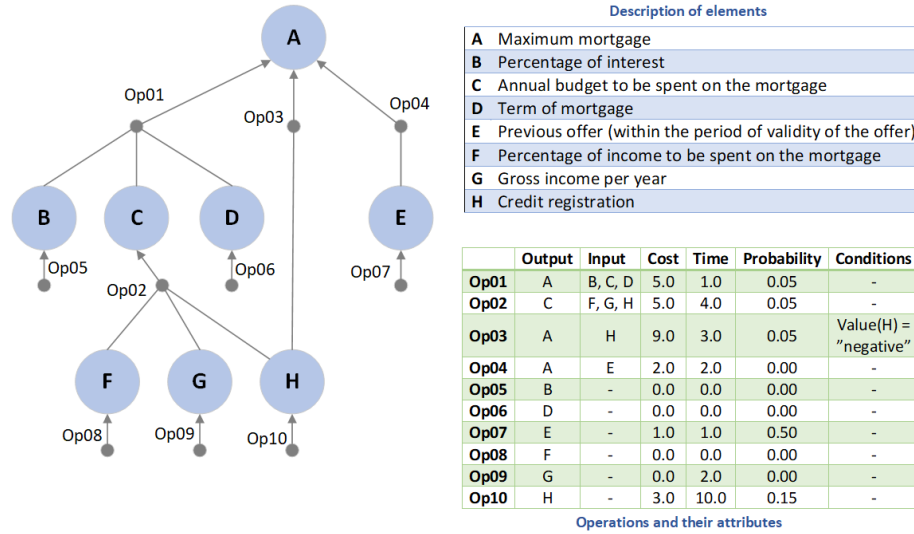 A
Op01
Op03
Op04
B
C
D
E
Op05
Op02
Op06
Op07
F
G
H
Op08
Op09
Op10
Description of elements
A Maximum mortgage
B Percentage of interest
C Annual budget to be spent on the mortgage
D Term of mortgage
E Previous offer (within the period of validity of the offer)
F Percentage of income to be spent on the mortgage
G Gross income per year
H Credit registration
Output Input Cost Time Probability Conditions
Op01 A B, C, D 5.0 1.0 0.05 -
Op02 C F, G, H 5.0 4.0 0.05 -
Op03 A H 9.0 3.0 0.05 Value(H) =
"negative"
Op04 A E 2.0 2.0 0.00 -
Op05 B - 0.0 0.0 0.00 -
Op06 D - 0.0 0.0 0.00 -
Op07 E - 1.0 1.0 0.50 -
Op08 F - 0.0 0.0 0.00 -
Op09 G - 0.0 2.0 0.00 -
Op10 H - 3.0 10.0 0.15 -
Operations and their attributes